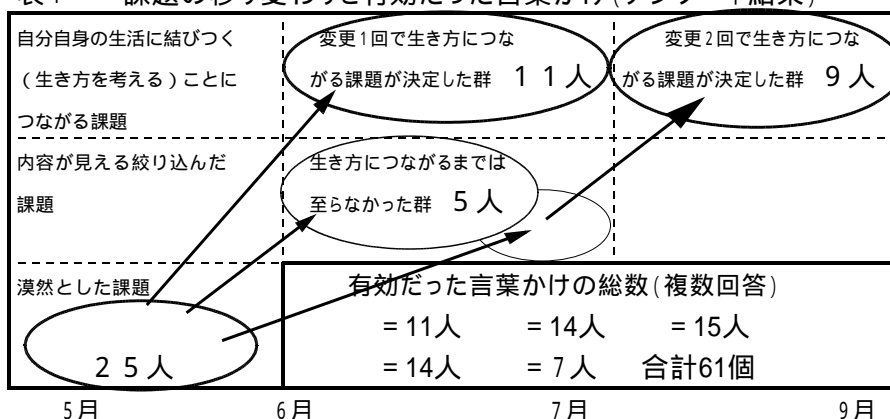 課題の移り変わりと有効だった言葉かけ(アンケート結果)
自分自身の生活に結びつく
(生き方を考える)ことに
つながる課題
変更1回で生き方につな
がる課題が決定した群 11人
変更2回で生き方につな
がる課題が決定した群 9人
内容が見える絞り込んだ
課題
生き方につながるまでは
至らなかった群 5人
漠然とした課題
25人
有効だった言葉かけの総数(複数回答)
=11人 =14人 =15人
=14人 =7人 合計61個
5月 6月 7月 9月